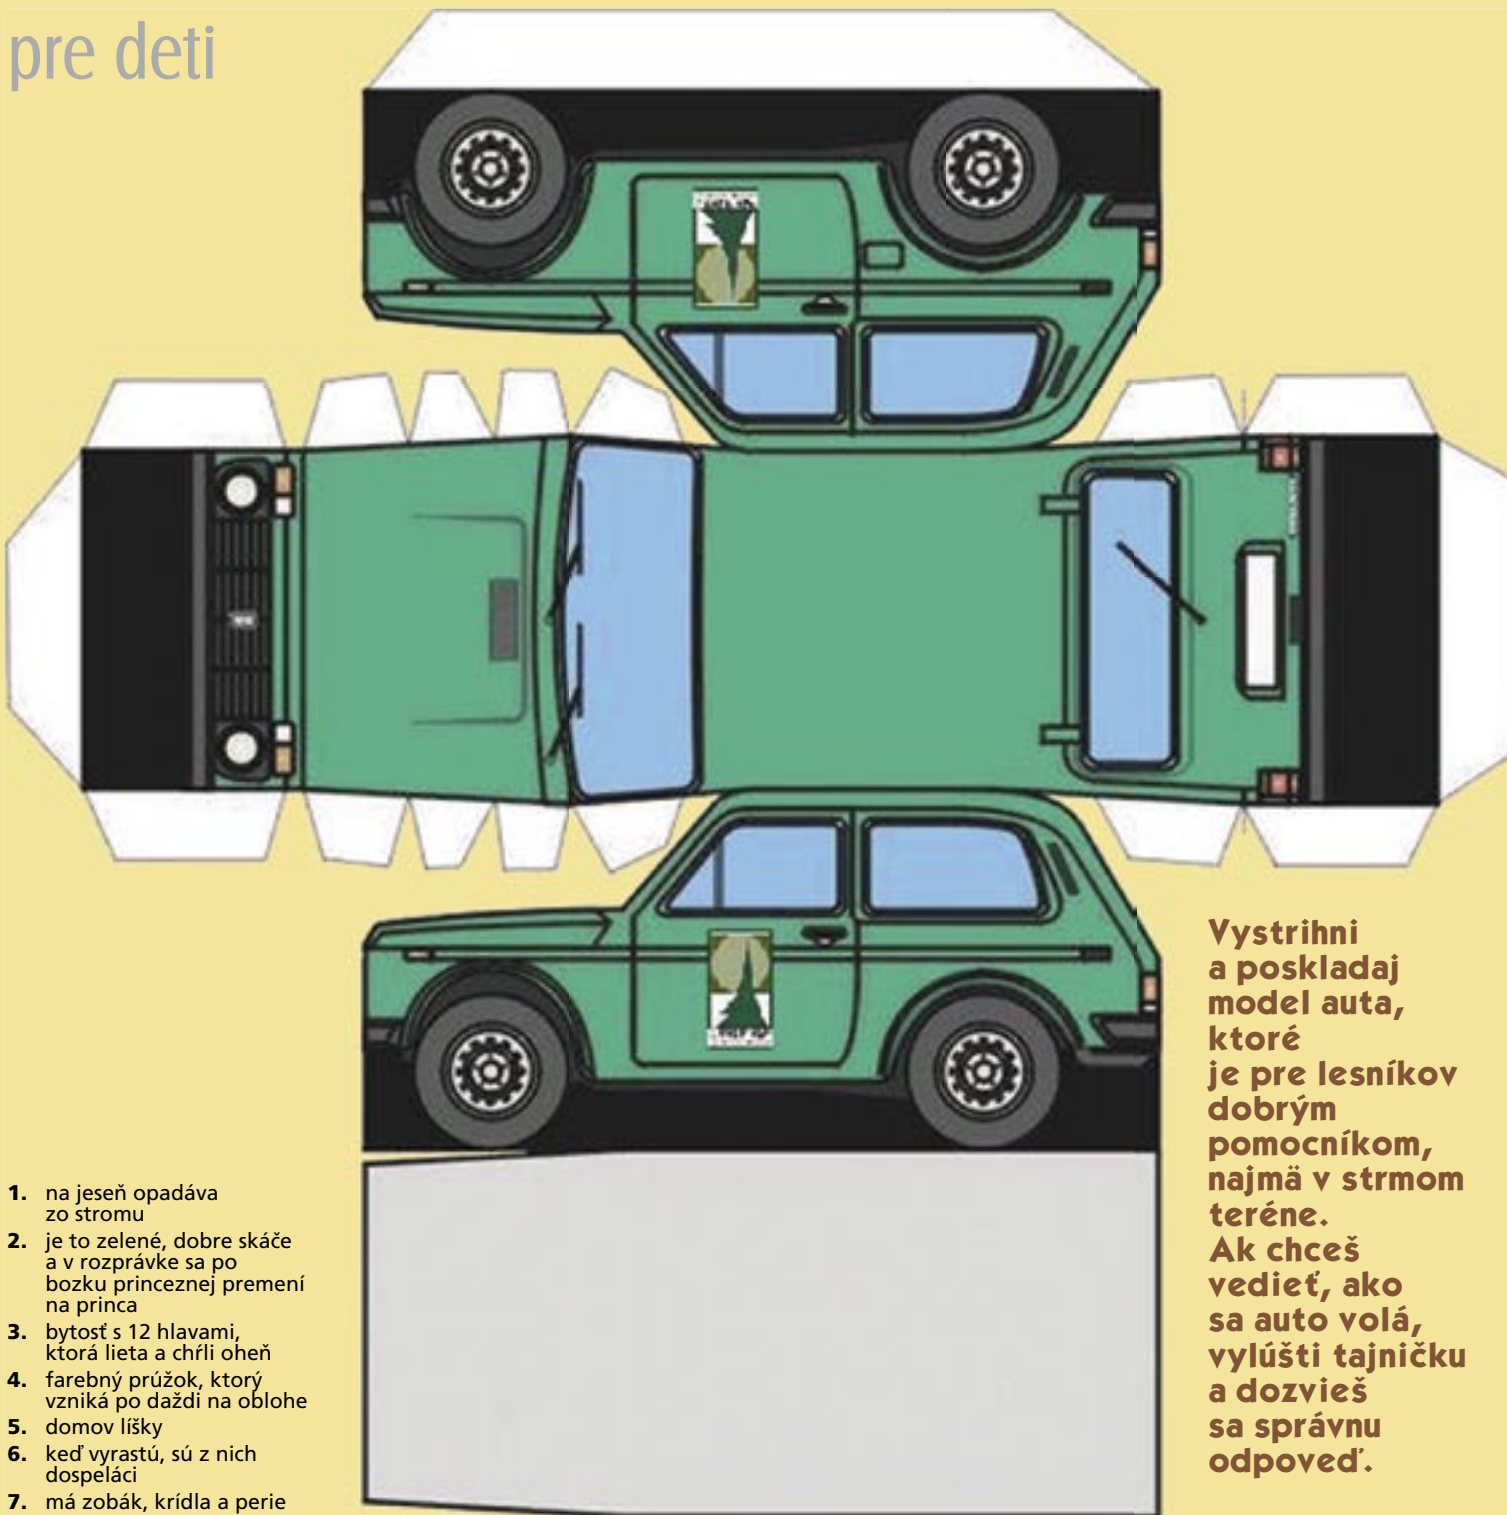 pre deti
1. na jeseň opadáva
zo stromu
2. je to zelené, dobre skáče
a v rozprávke sa po
bozku princeznej premení
na princa
3. bytosť s 12 hlavami,
ktorá lieta a chŕli oheň
4. farebný prúžok, ktorý
vzniká po daždi na oblohe
5. domov líšky
6. keď vyrastú, sú z nich
dospeláci
7. má zobák, krídla a perie
Vystrihni
a poskladaj
model auta,
ktoré
je pre lesníkov
dobrým
pomocníkom,
najmä v strmom
teréne.
Ak chceš
vedieť, ako
sa auto volá,
vylúšti tajničku
a dozvieš
sa správnu
odpoveď.